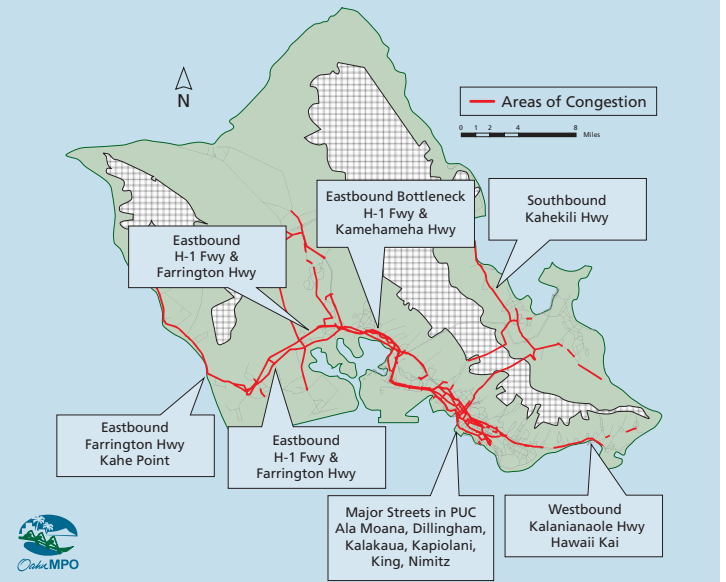 N
Areas of Congestion
0 1 2 4 8
Miles
Eastbound Bottleneck
H-1 Fwy &
Kamehameha Hwy
Southbound
Kahekili Hwy
Eastbound
H-1 Fwy &
Farrington Hwy
Eastbound
Farrington Hwy
Kahe Point
Eastbound
H-1 Fwy &
Farrington Hwy
Major Streets in PUC
Ala Moana, Dillingham,
Kalakaua, Kapiolani,
King, Nimitz
Westbound
Kalanianaole Hwy
Hawaii Kai
OahuMPO